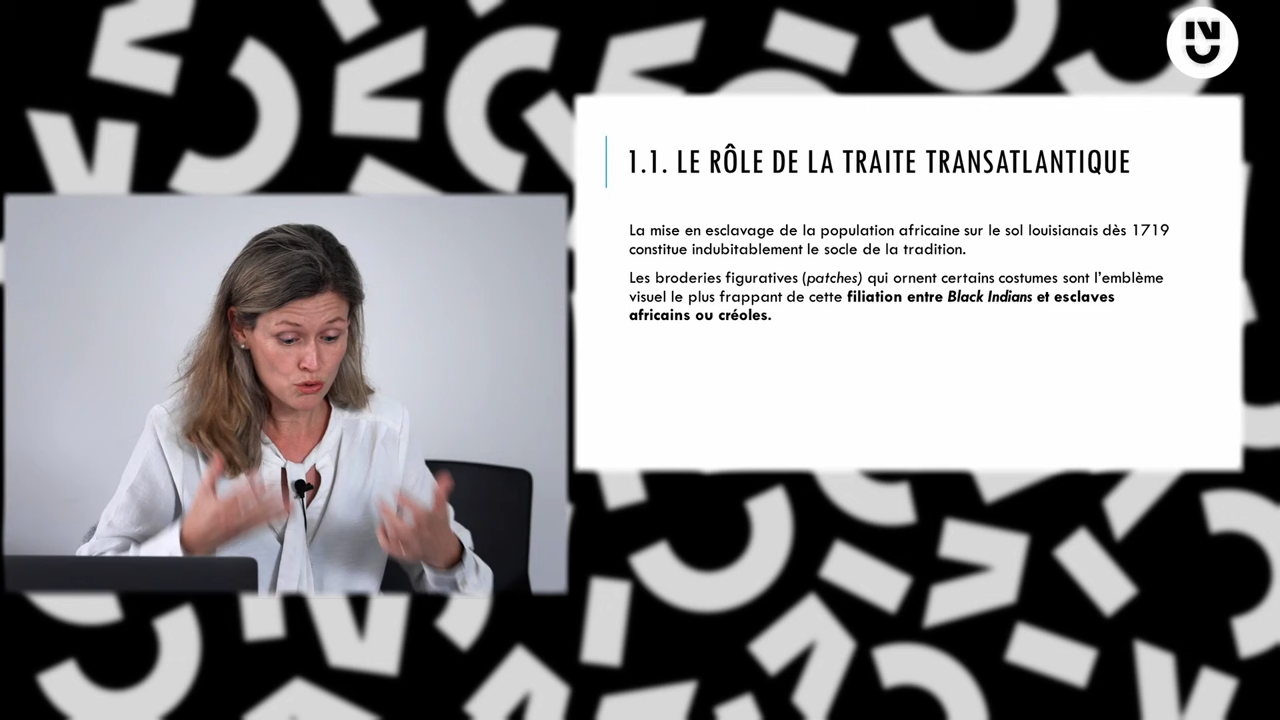 1.1. LE RÔLE DE LA TRAITE TRANSATLANTIQUE
La mise en esclavage de la population africaine sur le sol louisianais dès 1719
constitue indubitablement le socle de la tradition.
Les broderies figuratives (patches) qui ornent certains costumes sont l'emblème
visuel le plus frappant de cette filiation entre Black Indians et esclaves
africains ou créoles.